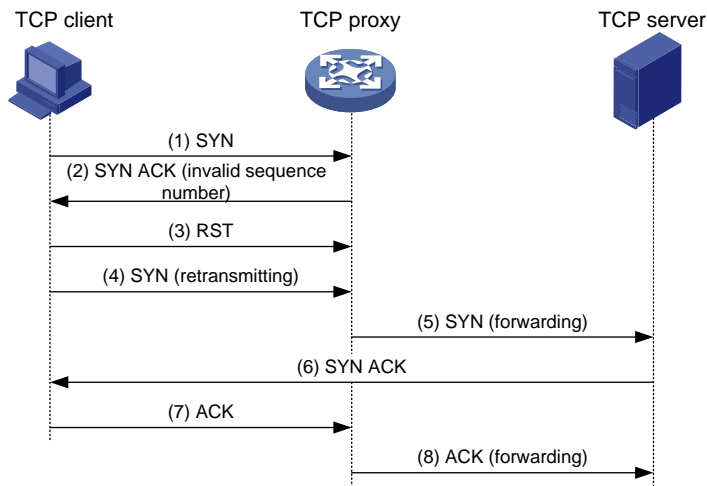 TCP client
TCP proxy
TCP server
(1) SYN
(2) SYN ACK (invalid sequence
number)
(3) RST
(4) SYN (retransmitting)
(5) SYN (forwarding)
(6) SYN ACK
(7) ACK
(8) ACK (forwarding)